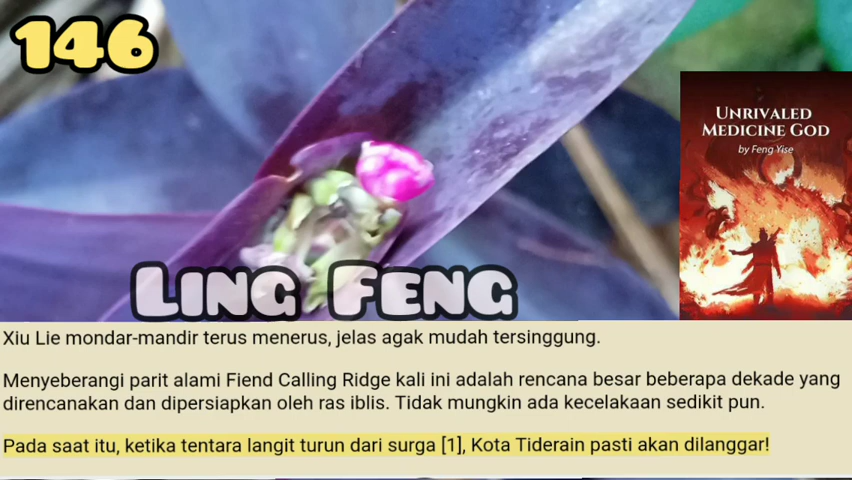 146
UNRIVALED
MEDICINE GOD
by Feng Yise
LING FENG
Xiu Lie mondar-mandir terus menerus, jelas agak mudah tersinggung.
Menyeberangi parit alami Fiend Calling Ridge kali ini adalah rencana besar beberapa dekade yang
direncanakan dan dipersiapkan oleh ras iblis. Tidak mungkin ada kecelakaan sedikit pun.
Pada saat itu, ketika tentara langit turun dari surga [1], Kota Tiderain pasti akan dilanggar!